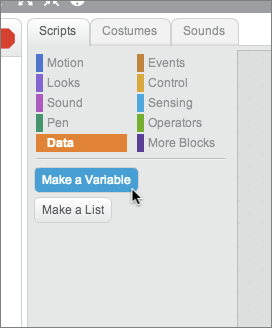 Scripts Costumes Sounds
Motion Events
Looks Control
Sound Sensing
Pen Operators
Data More Blocks
Make a Variable
Make a List